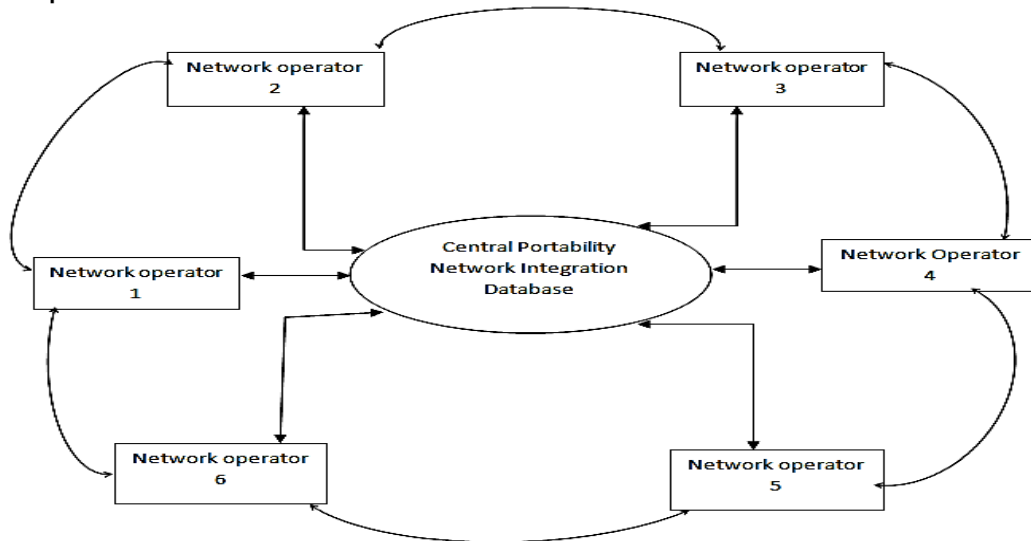 Network operator
2
Network operator
3
Central Portability
Network Integration
Database
Network operator
1
Network Operator
4
Network operator
6
Network operator
5